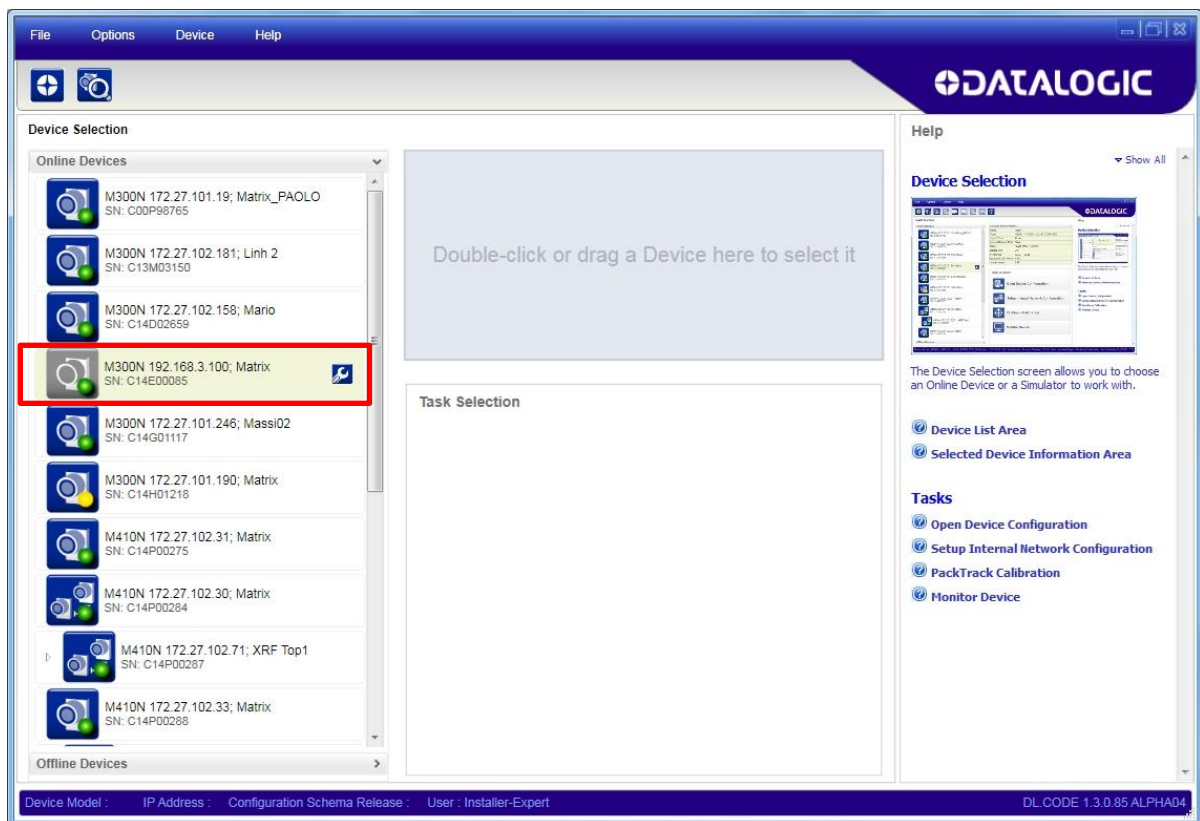 File Options Device Help
DATALOGIC
Device Selection
Online Devices
M300N 172.27.101.19; Matrix_PAOLO
SN: C00P98765
M300N 172.27.102.181; Linh 2
SN: C13M03150
M300N 172.27.102.158; Mario
SN: C14D02659
M300N 192.168.3.100; Matrix
SN: C14E00085
M300N 172.27.101.246; Massi02
SN: C14G01117
M300N 172.27.101.190; Matrix
SN: C14H01218
M410N 172.27.102.31; Matrix
SN: C14P00275
M410N 172.27.102.30; Matrix
SN: C14P00284
M410N 172.27.102.71; XRF Top1
SN: C14P00287
M410N 172.27.102.33; Matrix
SN: C14P00288
Offline Devices
Double-click or drag a Device here to select it
Task Selection
Help
Show All
Device Selection
DATALOGIC
The Device Selection screen allows you to choose
an Online Device or a Simulator to work with.
Device List Area
Selected Device Information Area
Tasks
Open Device Configuration
Setup Internal Network Configuration
PackTrack Calibration
Monitor Device
Device Model : IP Address : Configuration Schema Release : User : Installer-Expert
DL.CODE 1.3.0.85 ALPHA04